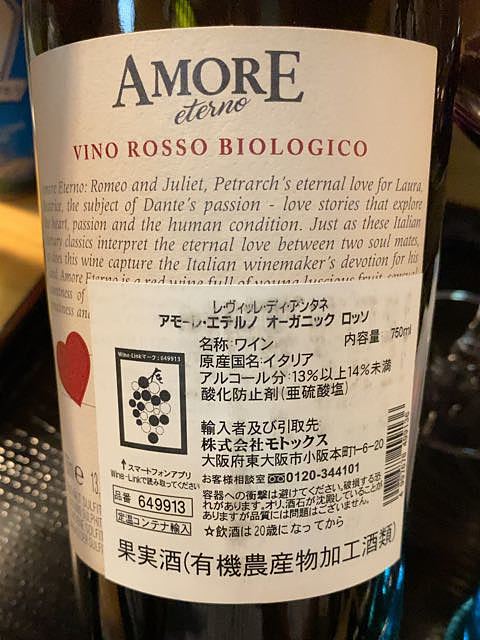 AMORE
eterno
VINO ROSSO BIOLOGICO
Eterno: Romeo and Juliet, Petrarch's eternal love for Laura,
the subject of Dante's passion - love stories that explore
heart, passion and the human condition. Just as these Italian
classics interpret the eternal love between two soul mates,
does this wine capture the Italian winemaker's devotion for his
and. Amore Eterno is a red wine full of young luscious fruit, sensual
レ・ヴィッレ・ディ・アンタネ
アモーレ・エテルノ オーガニック ロッソ
名称:ワイン 内容量 750ml
原産国名:イタリア
アルコール分:13%以上14%未満
酸化防止剤(亜硫酸塩)
Wine-Linkマーク:649913
輸入者及び引取先
株式会社モトックス
大阪府東大阪市小阪本町1-6-20
お客様相談室 0120-344101
↑スマートフォンアプリ
Wine-Linkで読み取ってください
品番 649913
定温コンテナ輸入
容器への衝撃は避けてください。破損する恐
れがあります。オリ、酒石が沈殿していることが
ありますが品質には問題はございません。
☆飲酒は20歳になってから
果実酒(有機農産物加工酒類)
e 13